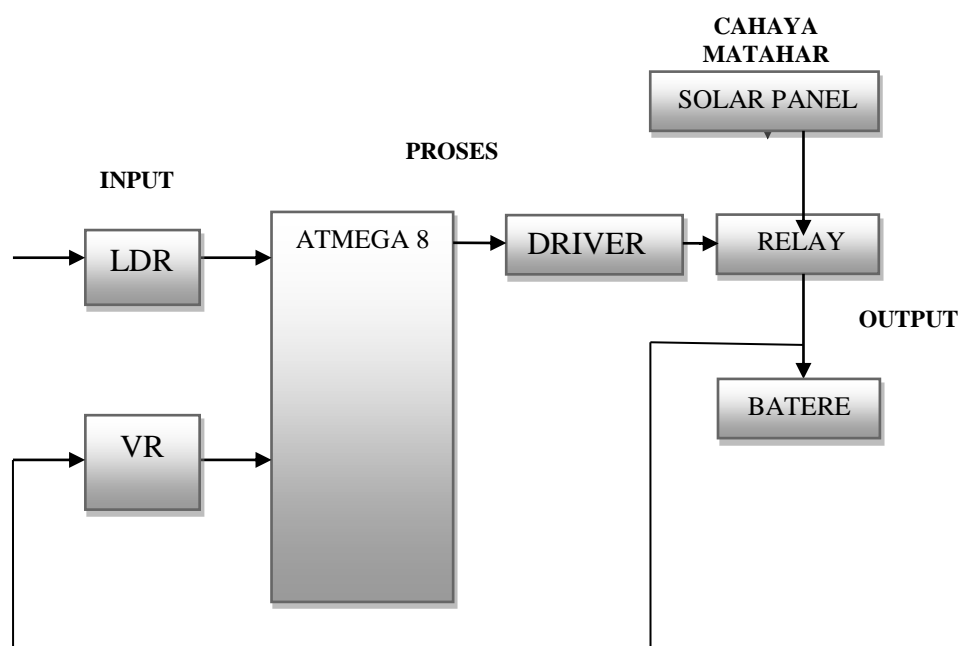 CAHAYA
MATAHAR
SOLAR PANEL
PROSES
INPUT
ATMEGA 8
DRIVER
RELAY
LDR
OUTPUT
BATERE
VR